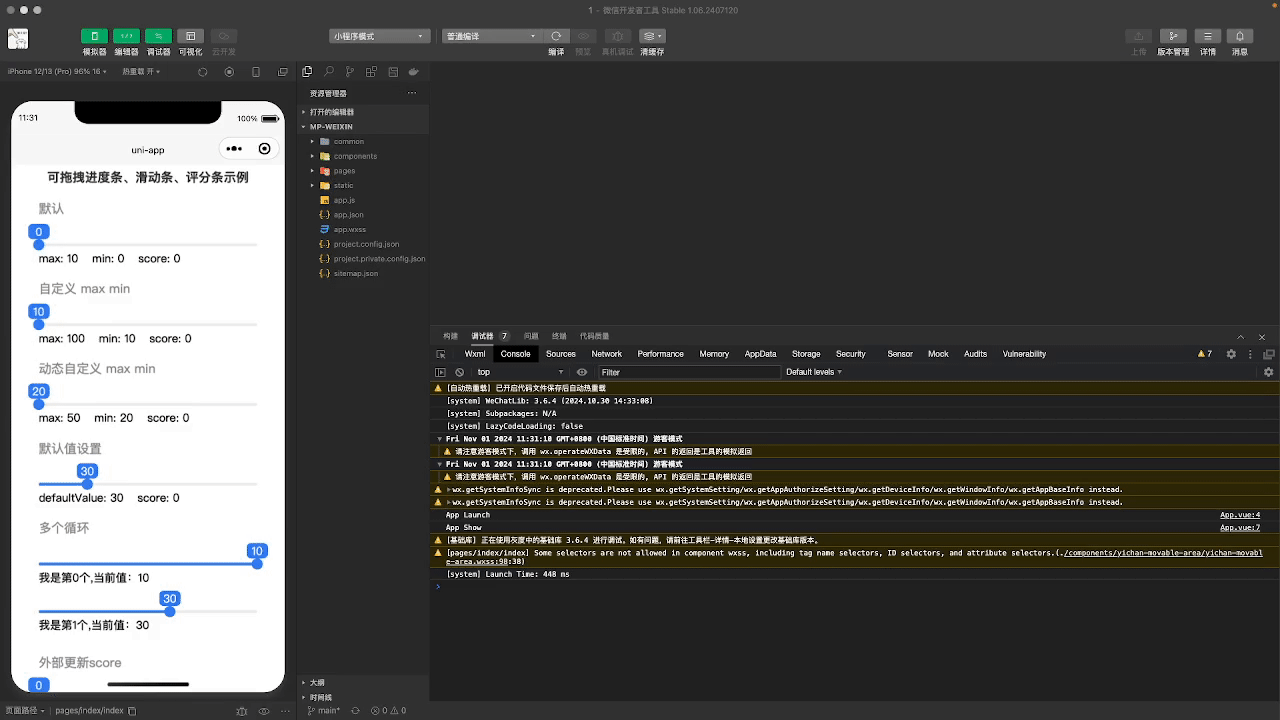 1 - 微信开发者工具 Stable 1.06.2407120
模拟器 编辑器 调试器 可视化 云开发
小程序模式 普通编译
编译 预览 真机调试 清缓存
上传 版本管理 详情 消息
iPhone 12/13 (Pro) 96% 16 热重载 开
11:31 100%
uni-app
可拖拽进度条、滑动条、评分条示例
默认
0
max: 10 min: 0 score: 0
自定义 max min
10
max: 100 min: 10 score: 0
动态自定义 max min
20
max: 50 min: 20 score: 0
默认值设置
30
defaultValue: 30 score: 0
多个循环
10
我是第0个,当前值：10
30
我是第1个,当前值：30
外部更新score
0
页面路径 pages/index/index
资源管理器
打开的编辑器
MP-WEIXIN
common
components
pages
static
app.js
app.json
app.wxss
project.config.json
project.private.config.json
sitemap.json
大纲
时间线
main* 0 0
构建 调试器 7 问题 终端 代码质量
Wxml Console Sources Network Performance Memory AppData Storage Security Sensor Mock Audits Vulnerability 7
top Filter Default levels
[自动热重载] 已开启代码文件保存后自动热重载
[system] WeChatLib: 3.6.4 (2024.10.30 14:33:08)
[system] Subpackages: N/A
[system] LazyCodeLoading: false
Fri Nov 01 2024 11:31:10 GMT+0800 (中国标准时间) 游客模式
请注意游客模式下，调用 wx.operateWXData 是受限的, API 的返回是工具的模拟返回
Fri Nov 01 2024 11:31:10 GMT+0800 (中国标准时间) 游客模式
请注意游客模式下，调用 wx.operateWXData 是受限的, API 的返回是工具的模拟返回
wx.getSystemInfoSync is deprecated.Please use wx.getSystemSetting/wx.getAppAuthorizeSetting/wx.getDeviceInfo/wx.getWindowInfo/wx.getAppBaseInfo instead.
wx.getSystemInfoSync is deprecated.Please use wx.getSystemSetting/wx.getAppAuthorizeSetting/wx.getDeviceInfo/wx.getWindowInfo/wx.getAppBaseInfo instead.
App Launch App.vue:4
App Show App.vue:7
[基础库] 正在使用灰度中的基础库 3.6.4 进行调试。如有问题，请前往工具栏-详情-本地设置更改基础库版本。
[pages/index/index] Some selectors are not allowed in component wxss, including tag name selectors, ID selectors, and attribute selectors.(./components/yichan-movable-area/yichan-movabl
e-area.wxss:98:38)
[system] Launch Time: 448 ms